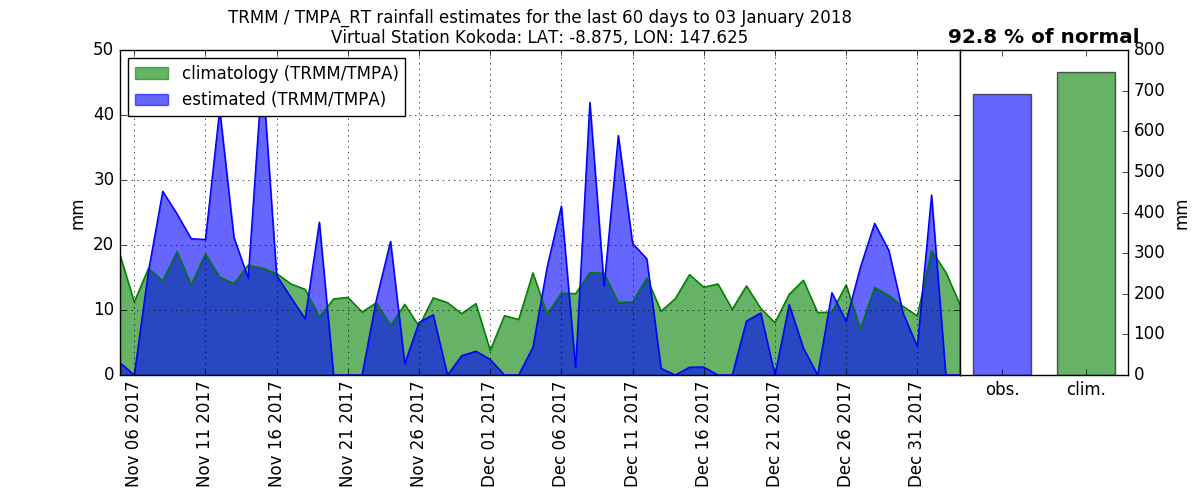 TRMM / TMPA_RT rainfall estimates for the last 60 days to 03 January 2018
Virtual Station Kokoda: LAT: -8.875, LON: 147.625
92.8 % of normal
climatology (TRMM/TMPA)
estimated (TRMM/TMPA)
50
40
30
20
10
0
mm
Nov 06 2017
Nov 11 2017
Nov 16 2017
Nov 21 2017
Nov 26 2017
Dec 01 2017
Dec 06 2017
Dec 11 2017
Dec 16 2017
Dec 21 2017
Dec 26 2017
Dec 31 2017
obs.
clim.
800
700
600
500
400
300
200
100
0
mm